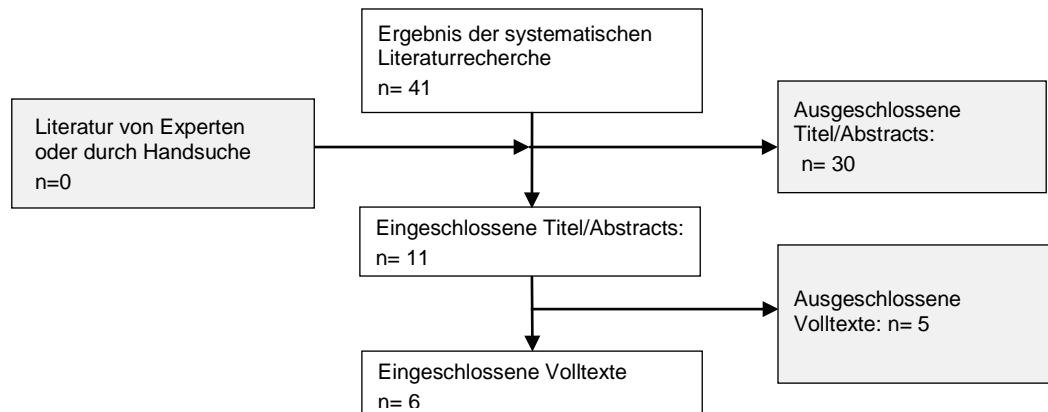 Ergebnis der systematischen
Literaturrecherche
n= 41
Literatur von Experten
oder durch Handsuche
n=0
Ausgeschlossene
Titel/Abstracts:
n= 30
Eingeschlossene Titel/Abstracts:
n= 11
Ausgeschlossene
Volltexte: n= 5
Eingeschlossene Volltexte
n= 6